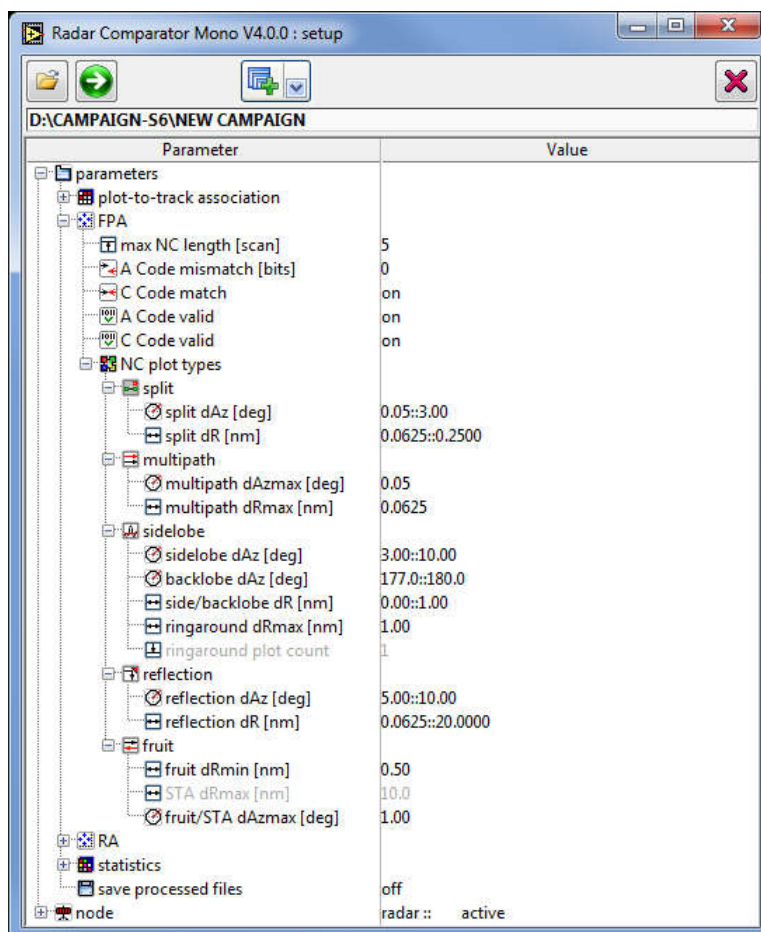 Radar Comparator Mono V4.0.0 : setup
D:\CAMPAIGN-S6\NEW CAMPAIGN
Parameter Value
parameters
plot-to-track association
FPA
max NC length [scan] 5
A Code mismatch [bits] 0
C Code match on
A Code valid on
C Code valid on
NC plot types
split
split dAz [deg] 0.05::3.00
split dR [nm] 0.0625::0.2500
multipath
multipath dAzmax [deg] 0.05
multipath dRmax [nm] 0.0625
sidelobe
sidelobe dAz [deg] 3.00::10.00
backlobe dAz [deg] 177.0::180.0
side/backlobe dR [nm] 0.00::1.00
ringaround dRmax [nm] 1.00
ringaround plot count 1
reflection
reflection dAz [deg] 5.00::10.00
reflection dR [nm] 0.0625::20.0000
fruit
fruit dRmin [nm] 0.50
STA dRmax [nm] 10.0
fruit/STA dAzmax [deg] 1.00
RA
statistics
save processed files off
node radar :: active